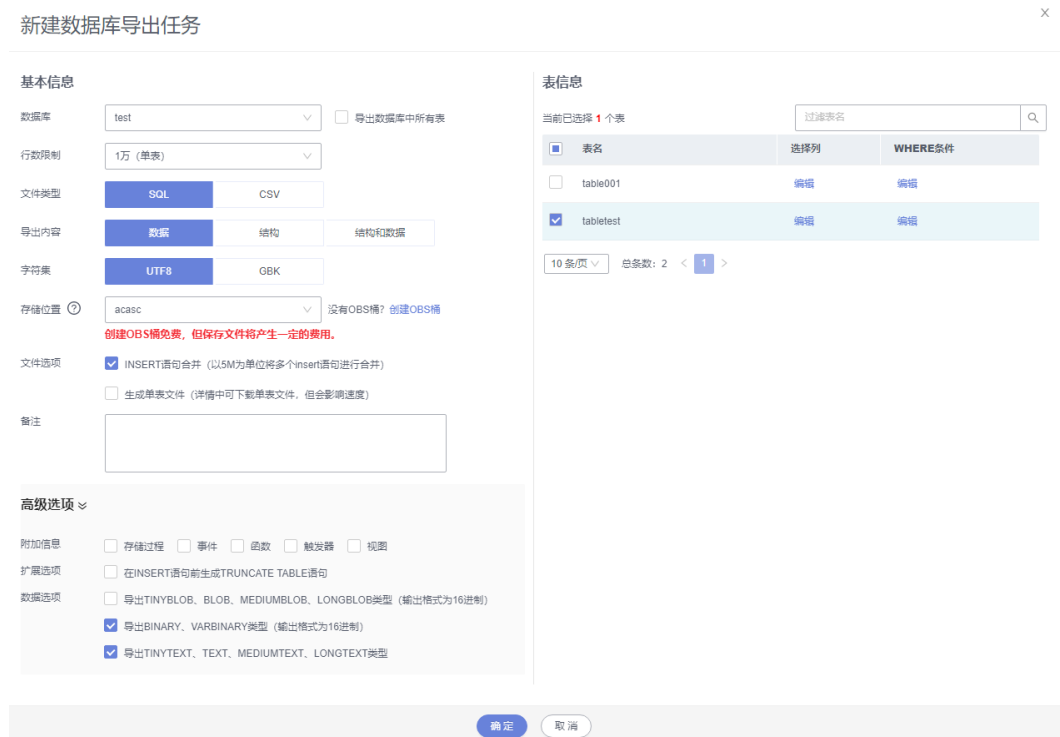 新建数据库导出任务
基本信息
数据库 test 导出数据库中所有表
行数限制 1万（单表）
文件类型 SQL CSV
导出内容 数据 结构 结构和数据
字符集 UTF8 GBK
存储位置 ? acasc 没有OBS桶？创建OBS桶
创建OBS桶免费，但保存文件将产生一定的费用。
文件选项 INSERT语句合并（以5M为单位将多个insert语句进行合并）
生成单表文件（详情中可下载单表文件，但会影响速度）
备注
高级选项
附加信息 存储过程 事件 函数 触发器 视图
扩展选项 在INSERT语句前生成TRUNCATE TABLE语句
数据选项 导出TINYBLOB、BLOB、MEDIUMBLOB、LONGBLOB类型（输出格式为16进制）
导出BINARY、VARBINARY类型（输出格式为16进制）
导出TINYTEXT、TEXT、MEDIUMTEXT、LONGTEXT类型
表信息
当前已选择 1 个表 过滤表名
表名 选择列 WHERE条件
table001 编辑 编辑
tabletest 编辑 编辑
10 条/页 总条数：2 < 1 >
确定 取消